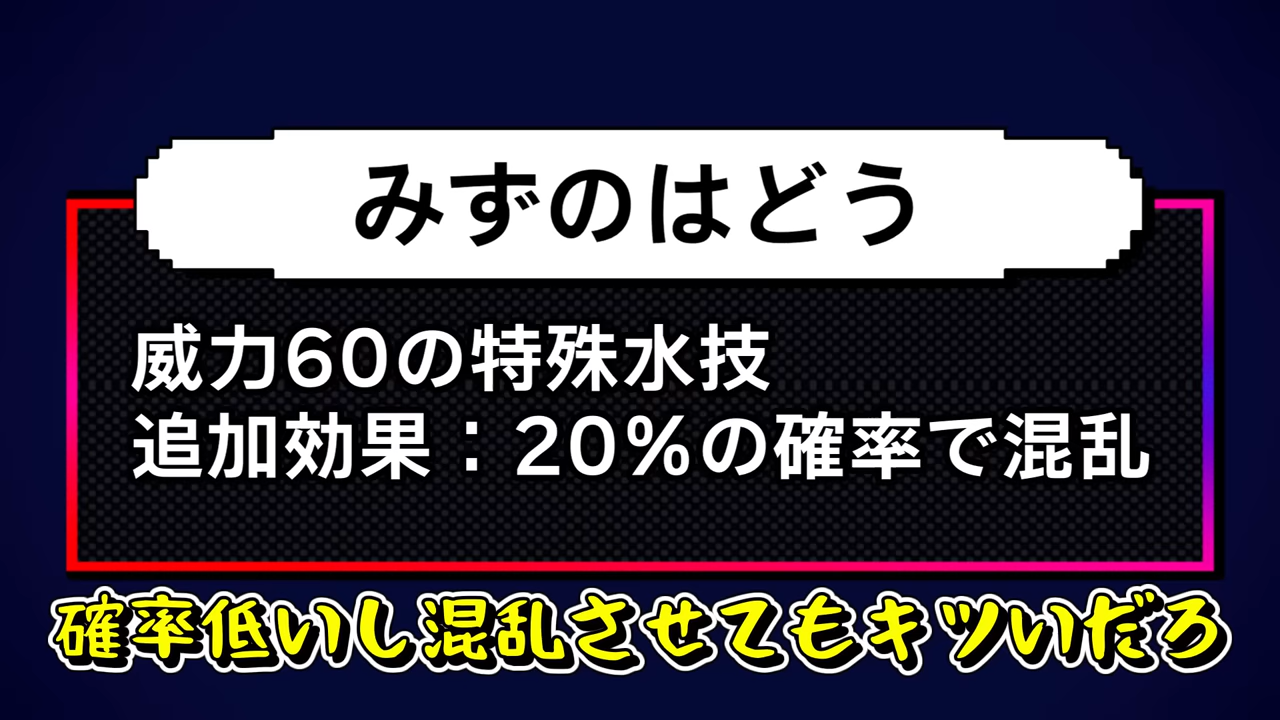 みずのはどう
威力60の特殊水技
追加効果：20%の確率で混乱
確率低いし混乱させてもキツいだろ